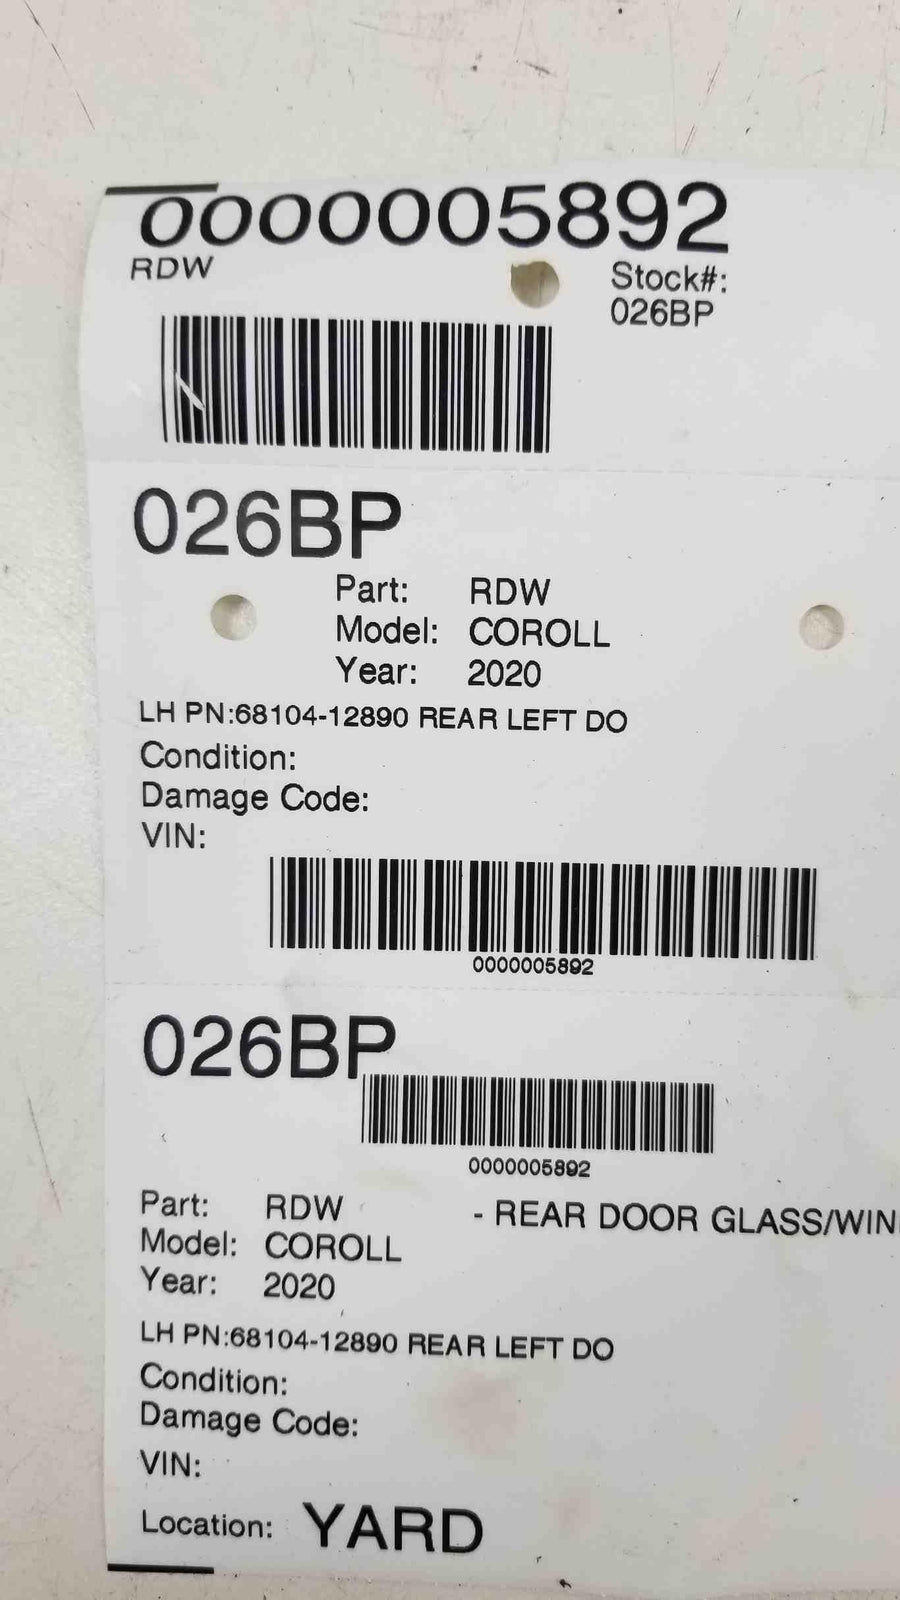 0000005892
RDW
Stock#:
026BP
026BP
Part: RDW
Model: COROLL
Year: 2020
LH PN:68104-12890 REAR LEFT DO
Condition:
Damage Code:
VIN:
0000005892
026BP
0000005892
Part: RDW - REAR DOOR GLASS/WIN
Model: COROLL
Year: 2020
LH PN:68104-12890 REAR LEFT DO
Condition:
Damage Code:
VIN:
Location: YARD